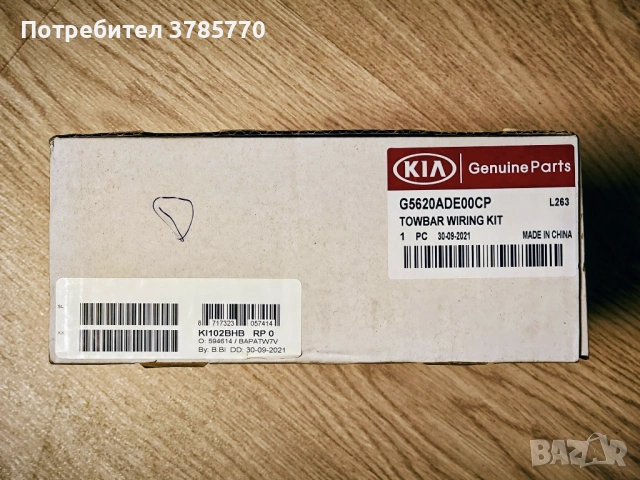 Потребител 3785770
KIA Genuine Parts
G5620ADE00CP L263
TOWBAR WIRING KIT
1 PC 30-09-2021 MADE IN CHINA
8 717323 057414
KI102BHB RP 0
O: 594614 / BAPATW7V
By: B.BI DD: 30-09-2021
BAZAR